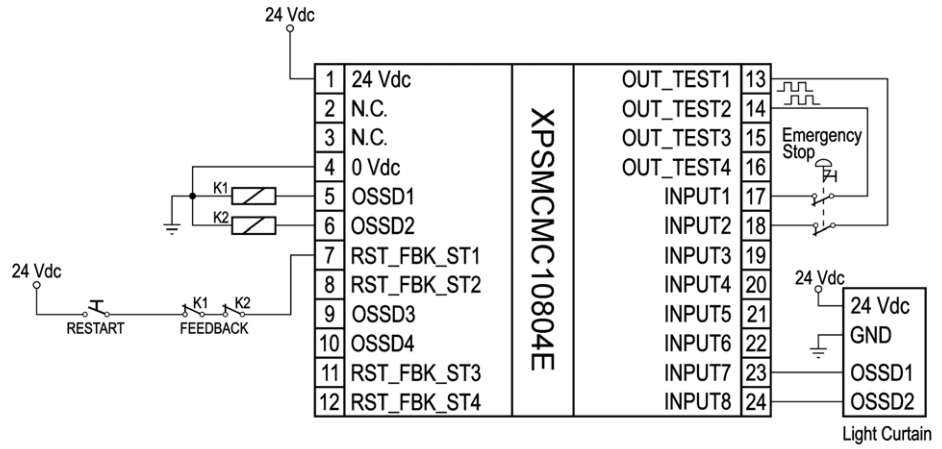 24 Vdc
1 24 Vdc
2 N.C.
3 N.C.
4 0 Vdc
K1
5 OSSD1
K2
6 OSSD2
7 RST_FBK_ST1
8 RST_FBK_ST2
9 OSSD3
10 OSSD4
11 RST_FBK_ST3
12 RST_FBK_ST4
24 Vdc
RESTART
K1 K2
FEEDBACK
XPSMCMC10804E
OUT_TEST1 13
OUT_TEST2 14
OUT_TEST3 15
OUT_TEST4 16
INPUT1 17
INPUT2 18
INPUT3 19
INPUT4 20
INPUT5 21
INPUT6 22
INPUT7 23
INPUT8 24
Emergency
Stop
24 Vdc
24 Vdc
GND
OSSD1
OSSD2
Light Curtain